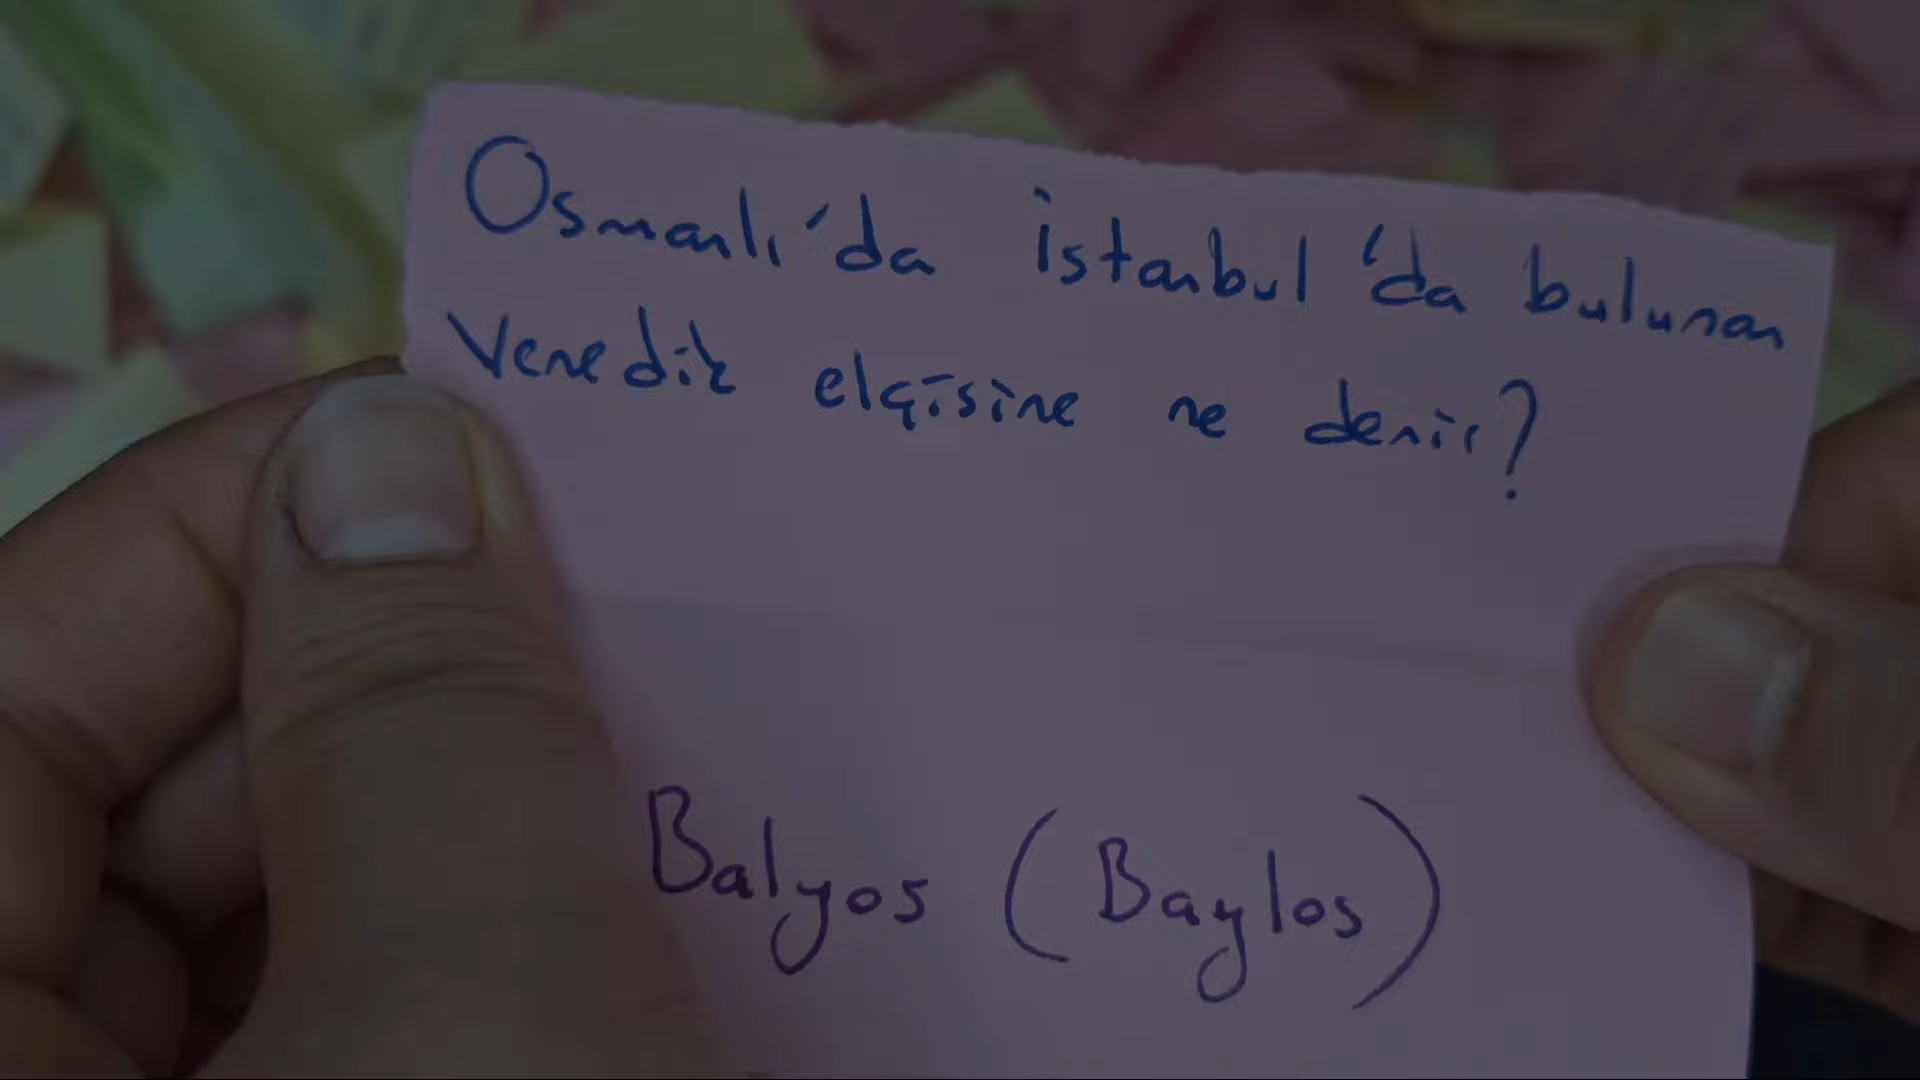 Osmanlı'da İstanbul'da bulunan
Venedik elçisine ne denir?
Balyos (Baylos)